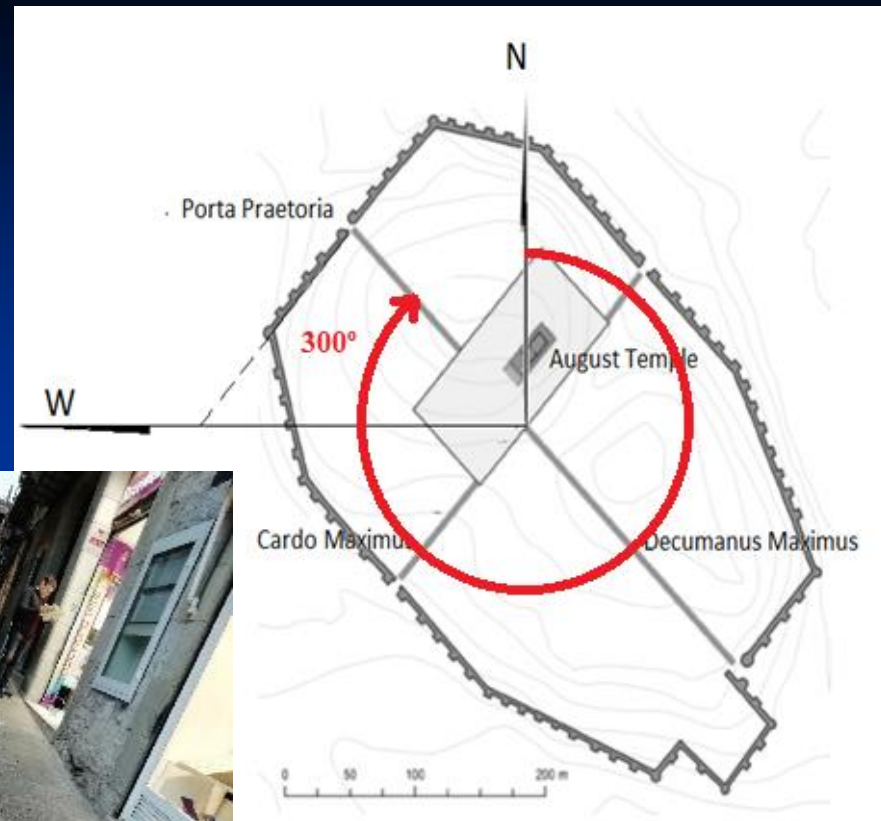 N
Porta Praetoria
300º
August Temple
W
Cardo Maximus
Decumanus Maximus
0 50 100 200 m